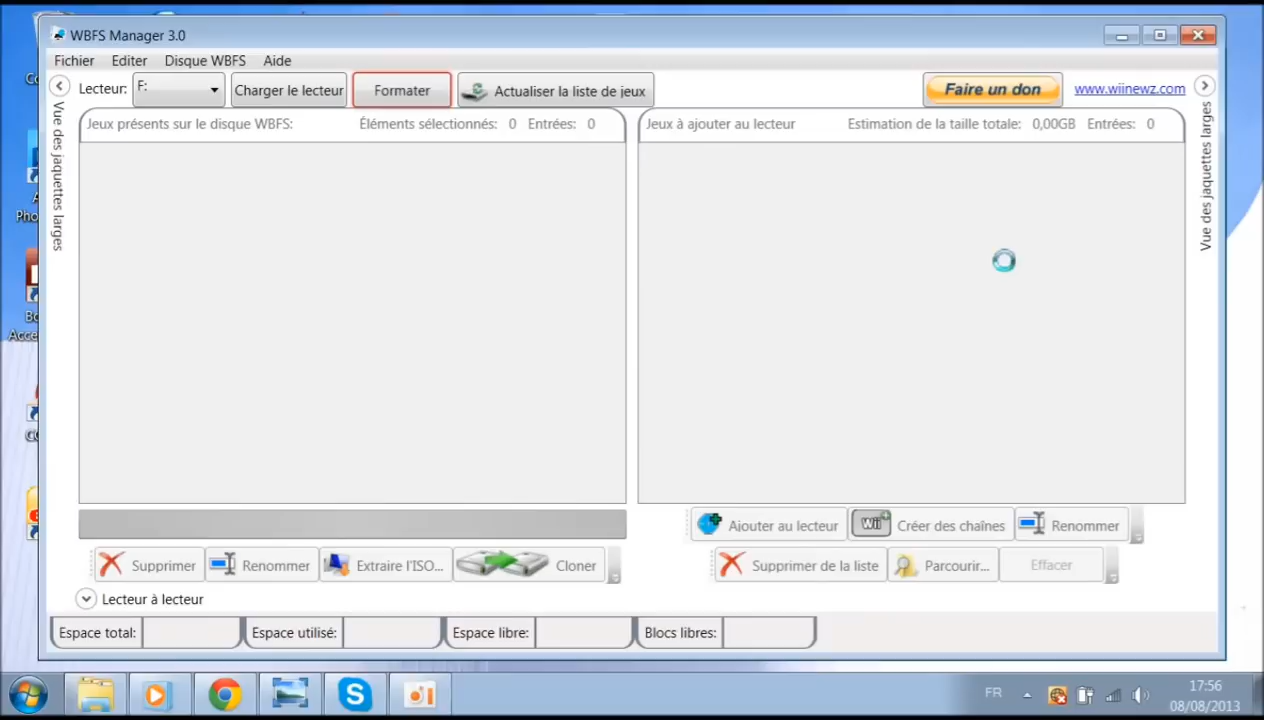 WBFS Manager 3.0
Fichier Editer Disque WBFS Aide
Lecteur: F: Charger le lecteur Formater Actualiser la liste de jeux Faire un don www.wiinewz.com
Jeux présents sur le disque WBFS: Éléments sélectionnés: 0 Entrées: 0
Jeux à ajouter au lecteur Estimation de la taille totale: 0,00GB Entrées: 0
Vue des jaquettes larges
Vue des jaquettes larges
Ajouter au lecteur Wii Créer des chaînes Renommer
Supprimer Renommer Extraire l'ISO... Cloner
Supprimer de la liste Parcourir... Effacer
Lecteur à lecteur
Espace total: Espace utilisé: Espace libre: Blocs libres:
Pho
Acce
FR 17:56
08/08/2013